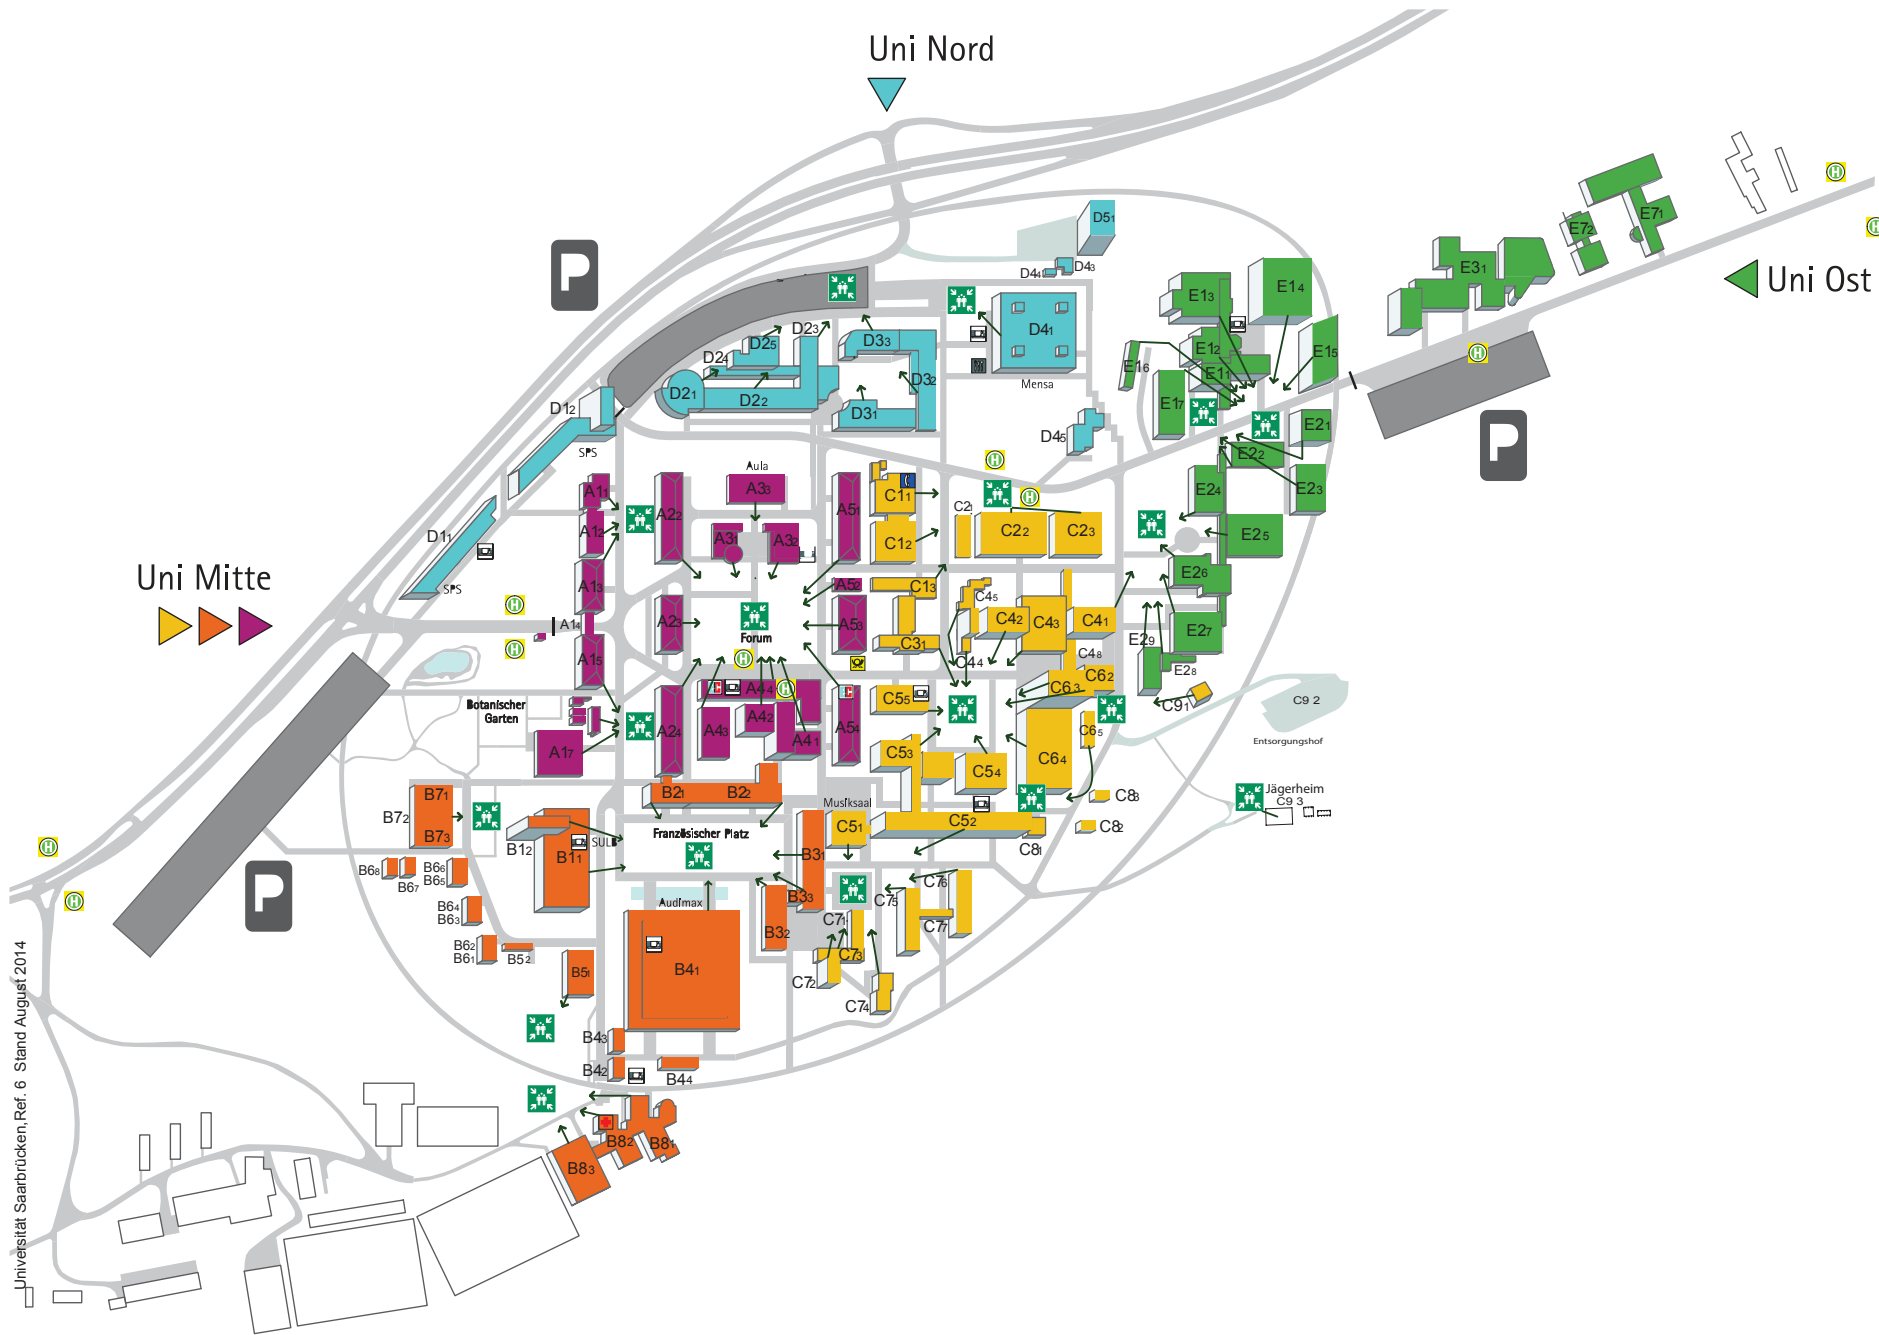 Uni Nord
Uni Ost
Uni Mitte
P
P
P
H
H
H
H
H
H
H
H
H
H
H
D51
D44
D43
D41
Mensa
D45
D23
D25
D24
D21
D22
D33
D32
D31
D12
SPS
D11
SPS
E13
E14
E12
E11
E15
E16
E17
E21
E22
E24
E23
E25
E26
E27
E28
E29
E31
E72
E71
Aula
A33
A31
A32
A11
A12
A13
A14
A15
A17
A22
A23
A24
A51
A52
A53
A54
A44
A42
A43
A41
Forum
Botanischer
Garten
C11
C12
C13
C21
C22
C23
C31
C45
C42
C43
C41
C44
C48
C55
C63
C62
C65
C64
C53
C54
C52
Musiksaal
C51
C81
C82
C83
C91
C9 2
Entsorgungshof
Jägerheim
C9 3
C76
C75
C77
C71
C73
C72
C74
B21
B22
Französischer Platz
B71
B72
B73
B12
B11
SULB
B31
B33
B32
B68
B67
B66
B65
B64
B63
B62
B61
B52
B51
Audimax
B41
B43
B42
B44
B82
B81
B83
Universität Saarbrücken, Ref. 6 Stand August 2014